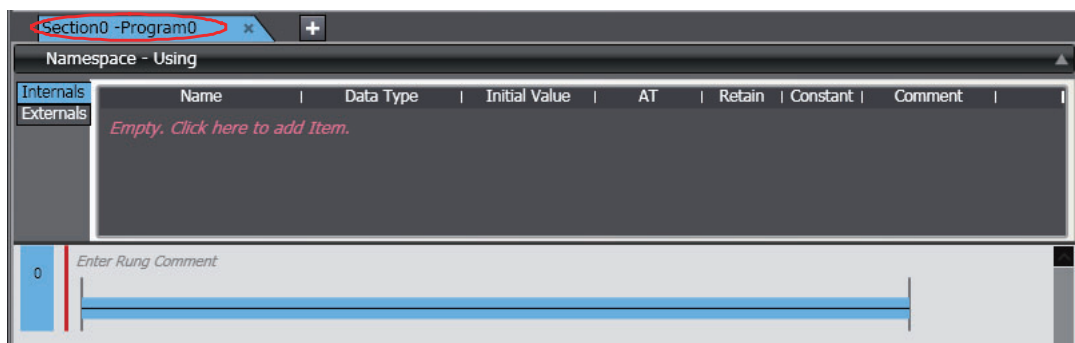 Section0 -Program0 × +
Namespace - Using
Internals
Externals
Name | Data Type | Initial Value | AT | Retain | Constant | Comment |
Empty. Click here to add Item.
0
Enter Rung Comment